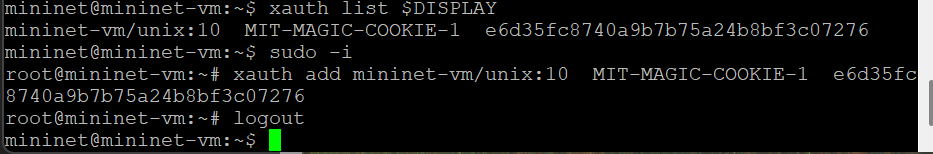 mininet@mininet-vm:~$ xauth list $DISPLAY
mininet-vm/unix:10  MIT-MAGIC-COOKIE-1  e6d35fc8740a9b7b75a24b8bf3c07276
mininet@mininet-vm:~$ sudo -i
root@mininet-vm:~# xauth add mininet-vm/unix:10  MIT-MAGIC-COOKIE-1  e6d35fc
8740a9b7b75a24b8bf3c07276
root@mininet-vm:~# logout
mininet@mininet-vm:~$